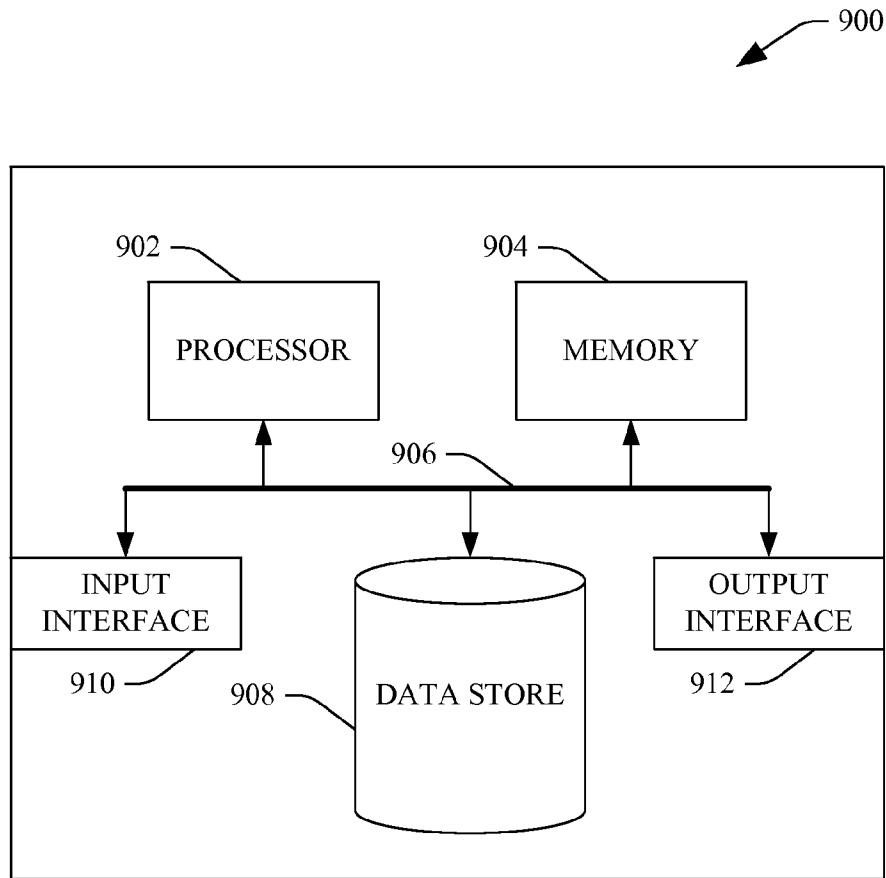 900
902
904
PROCESSOR
MEMORY
906
INPUT
INTERFACE
OUTPUT
INTERFACE
910
908
DATA STORE
912